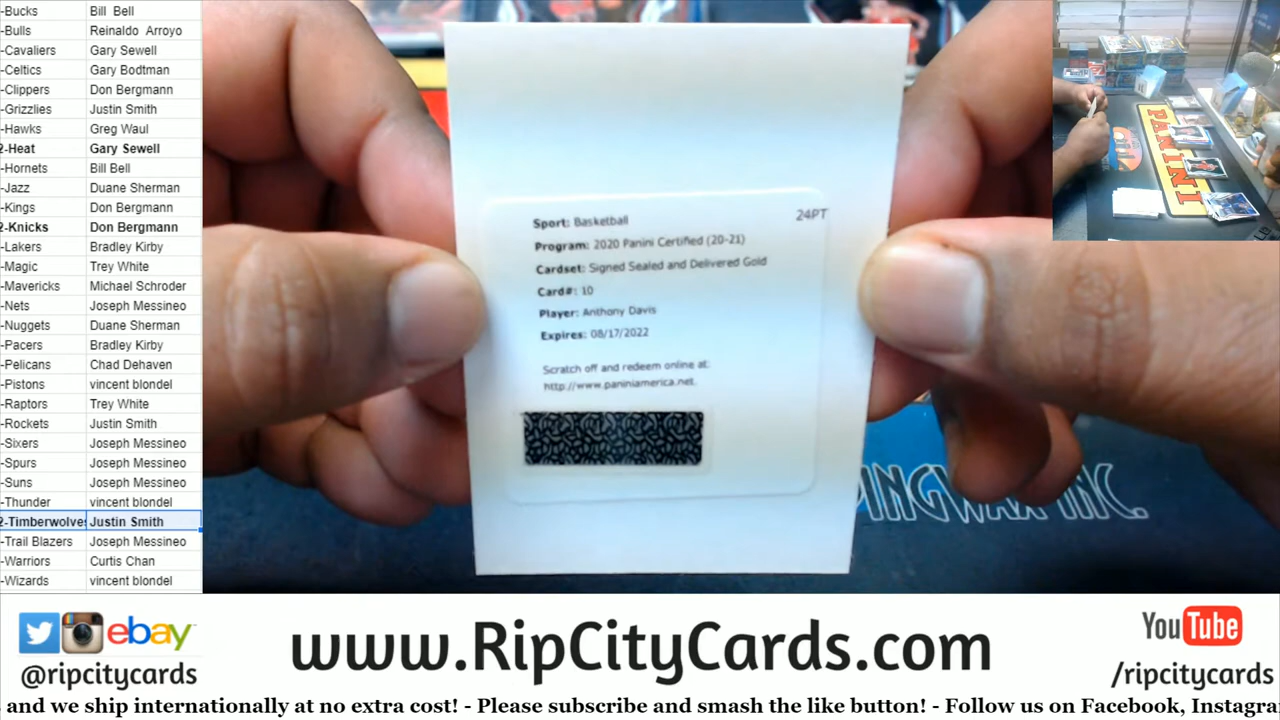 -Bucks Bill Bell
-Bulls Reinaldo Arroyo
-Cavaliers Gary Sewell
-Celtics Gary Bodtman
-Clippers Don Bergmann
-Grizzlies Justin Smith
-Hawks Greg Waul
2-Heat Gary Sewell
-Hornets Bill Bell
-Jazz Duane Sherman
-Kings Don Bergmann
2-Knicks Don Bergmann
-Lakers Bradley Kirby
-Magic Trey White
-Mavericks Michael Schroder
-Nets Joseph Messineo
-Nuggets Duane Sherman
-Pacers Bradley Kirby
-Pelicans Chad Dehaven
-Pistons vincent blondel
-Raptors Trey White
-Rockets Justin Smith
-Sixers Joseph Messineo
-Spurs Joseph Messineo
-Suns Joseph Messineo
-Thunder vincent blondel
2-Timberwolves Justin Smith
-Trail Blazers Joseph Messineo
-Warriors Curtis Chan
-Wizards vincent blondel
24PT
Sport: Basketball
Program: 2020 Panini Certified (20-21)
Cardset: Signed Sealed and Delivered Gold
Card#: 10
Player: Anthony Davis
Expires: 08/17/2022
Scratch off and redeem online at:
http://www.paniniamerica.net.
PANINI
PINGWAX INC.
ebay
@ripcitycards
www.RipCityCards.com
YouTube
/ripcitycards
and we ship internationally at no extra cost! - Please subscribe and smash the like button! - Follow us on Facebook, Instagra